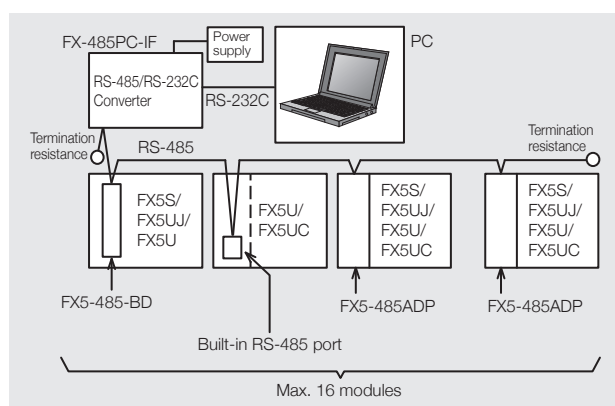 FX-485PC-IF
Power
supply
PC
RS-485/RS-232C
Converter
RS-232C
Termination
resistance
RS-485
Termination
resistance
FX5S/
FX5UJ/
FX5U
FX5U/
FX5UC
FX5S/
FX5UJ/
FX5U/
FX5UC
FX5S/
FX5UJ/
FX5U/
FX5UC
FX5-485-BD
FX5-485ADP
FX5-485ADP
Built-in RS-485 port
Max. 16 modules